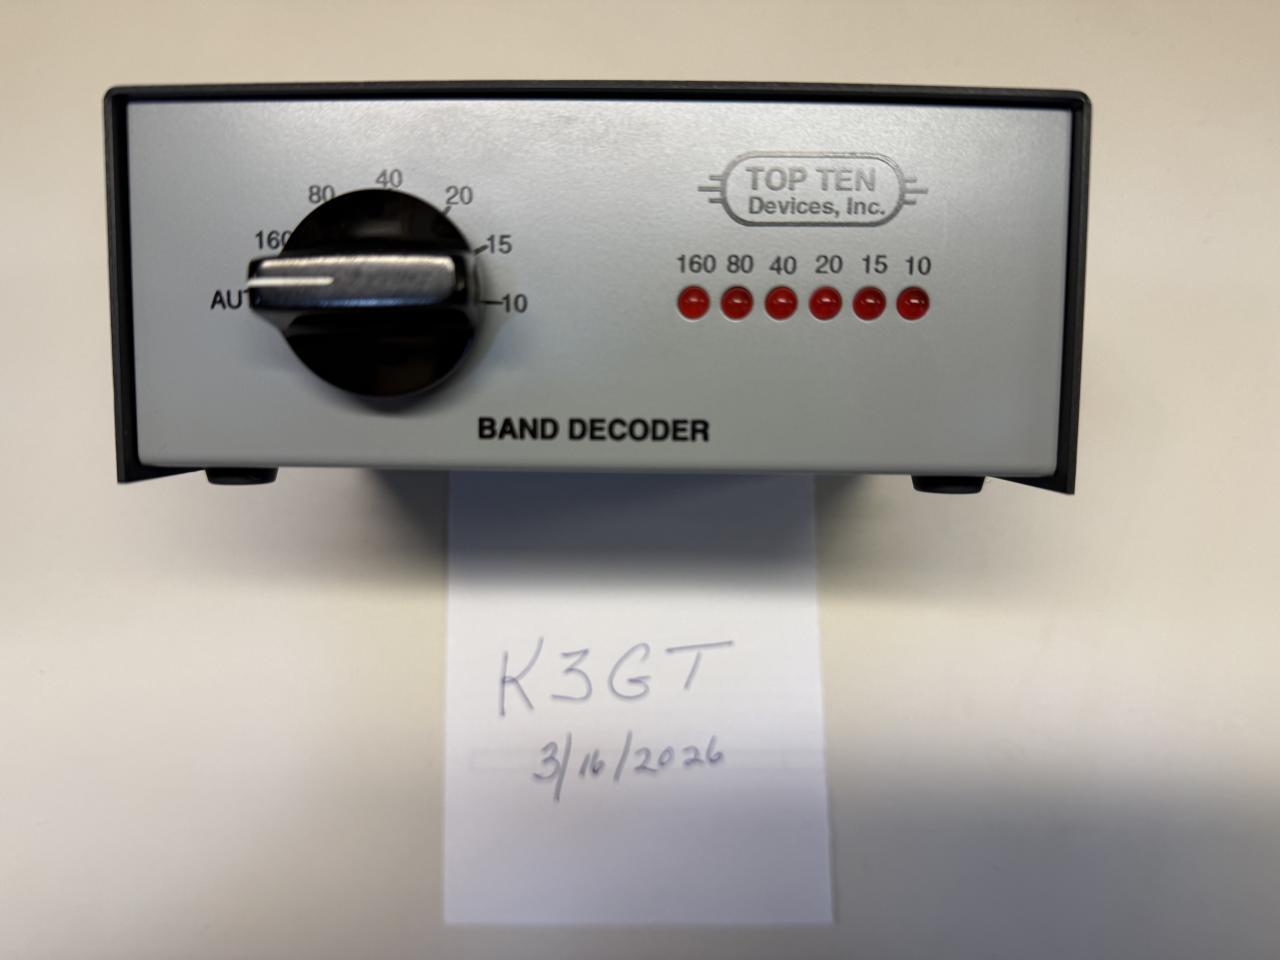 40
80
20
160
15
AUT
10
TOP TEN
Devices, Inc.
160 80 40 20 15 10
BAND DECODER
K3GT
3/16/2026